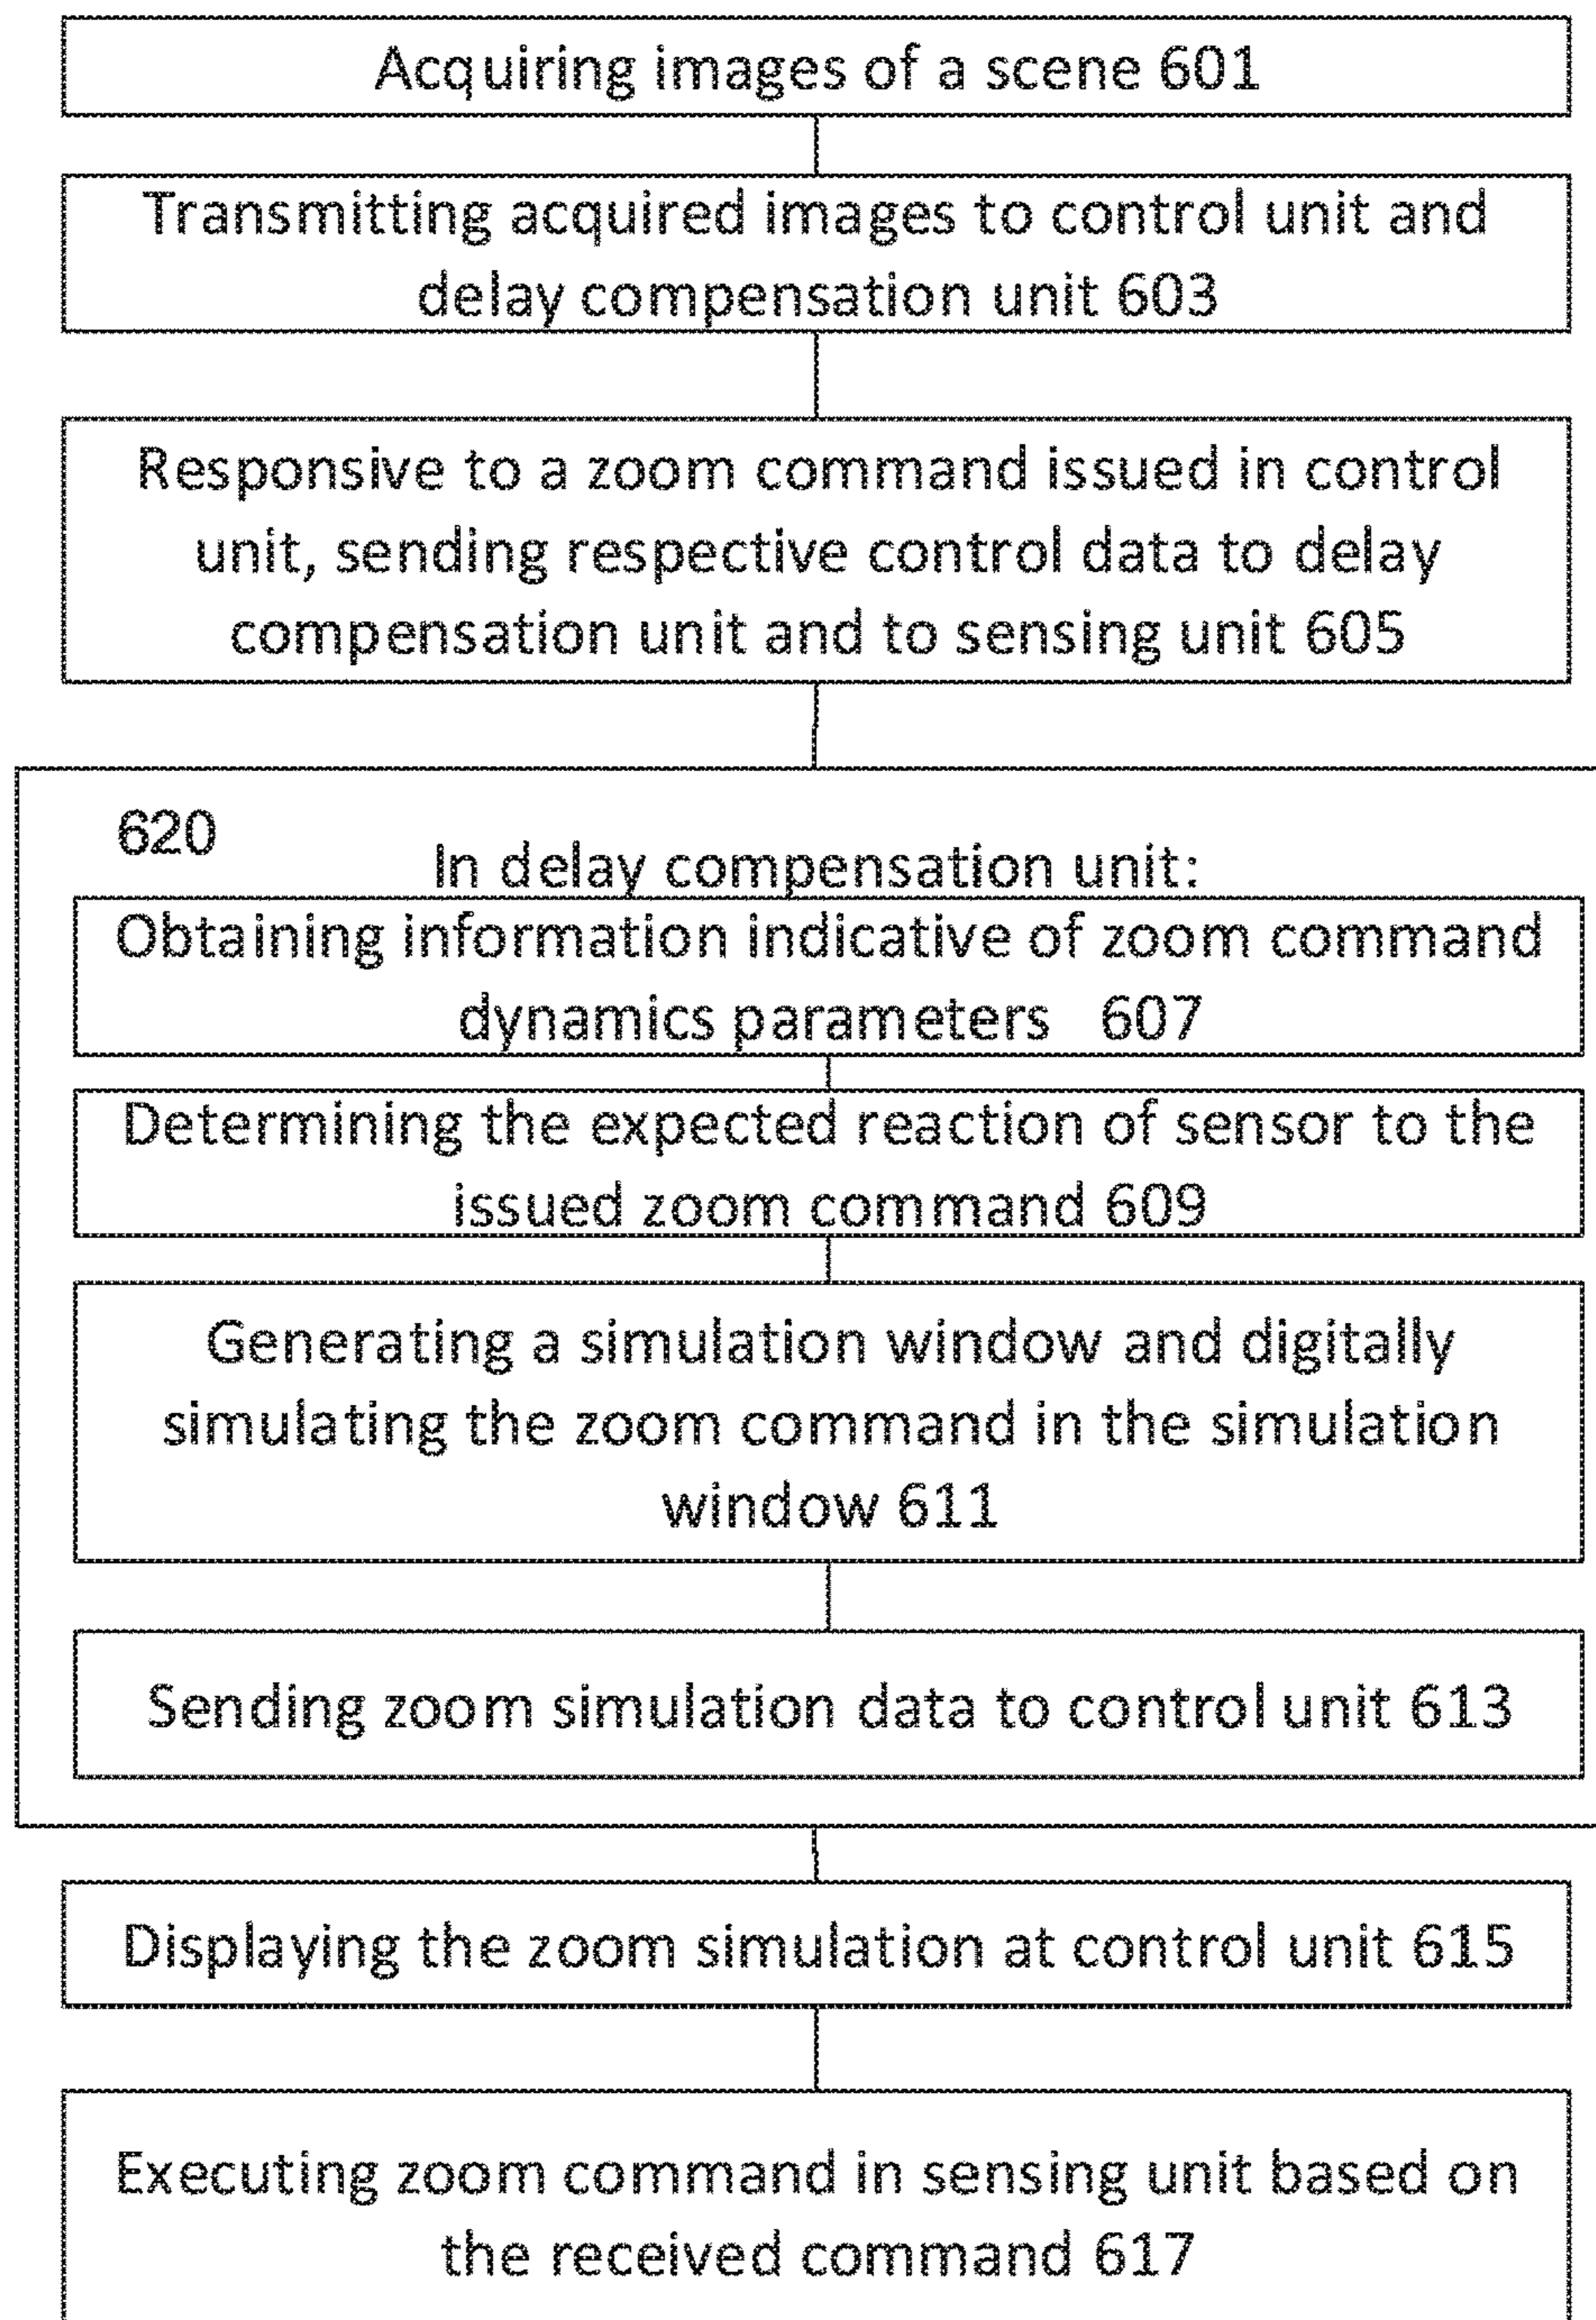 Acquiring images of a scene 601
Transmitting acquired images to control unit and
delay compensation unit 603
Responsive to a zoom command issued in control
unit, sending respective control data to delay
compensation unit and to sensing unit 605
620
In delay compensation unit:
Obtaining information indicative of zoom command
dynamics parameters 607
Determining the expected reaction of sensor to the
issued zoom command 609
Generating a simulation window and digitally
simulating the zoom command in the simulation
window 611
Sending zoom simulation data to control unit 613
Displaying the zoom simulation at control unit 615
Executing zoom command in sensing unit based on
the received command 617